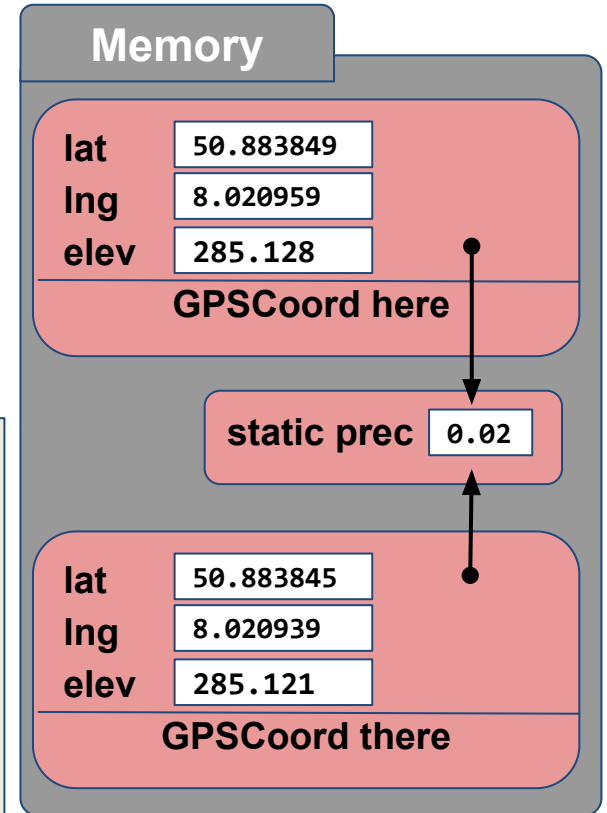 Memory
lat 50.883849
lng 8.020959
elev 285.128
GPSCoord here
static prec 0.02
lat 50.883845
lng 8.020939
elev 285.121
GPSCoord there